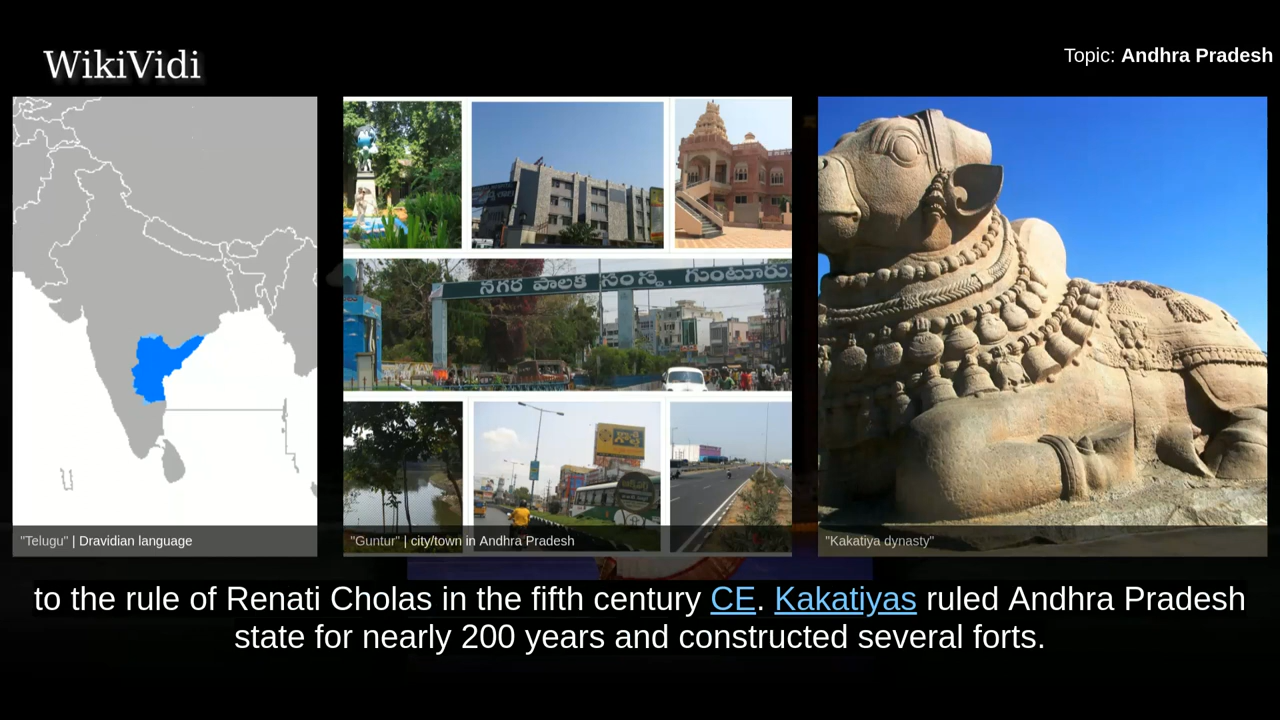 WikiVidi
Topic: Andhra Pradesh
నగర పాలక సంస్థ, గుంటూరు.
"Telugu" | Dravidian language
"Guntur" | city/town in Andhra Pradesh
"Kakatiya dynasty"
to the rule of Renati Cholas in the fifth century CE. Kakatiyas ruled Andhra Pradesh
state for nearly 200 years and constructed several forts.